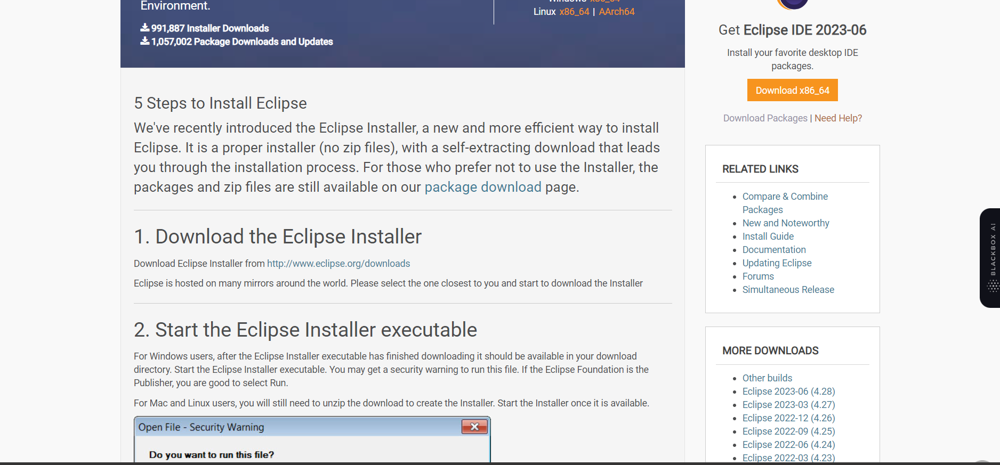 Environment.
991,887 Installer Downloads
1,057,002 Package Downloads and Updates
Windows x86_64
Linux x86_64 | AArch64
5 Steps to Install Eclipse
We've recently introduced the Eclipse Installer, a new and more efficient way to install
Eclipse. It is a proper installer (no zip files), with a self-extracting download that leads
you through the installation process. For those who prefer not to use the Installer, the
packages and zip files are still available on our package download page.
1. Download the Eclipse Installer
Download Eclipse Installer from http://www.eclipse.org/downloads
Eclipse is hosted on many mirrors around the world. Please select the one closest to you and start to download the Installer
2. Start the Eclipse Installer executable
For Windows users, after the Eclipse Installer executable has finished downloading it should be available in your download
directory. Start the Eclipse Installer executable. You may get a security warning to run this file. If the Eclipse Foundation is the
Publisher, you are good to select Run.
For Mac and Linux users, you will still need to unzip the download to create the Installer. Start the Installer once it is available.
Open File - Security Warning
Do you want to run this file?
Get Eclipse IDE 2023-06
Install your favorite desktop IDE
packages.
Download x86_64
Download Packages | Need Help?
RELATED LINKS
Compare & Combine
Packages
New and Noteworthy
Install Guide
Documentation
Updating Eclipse
Forums
Simultaneous Release
MORE DOWNLOADS
Other builds
Eclipse 2023-06 (4.28)
Eclipse 2023-03 (4.27)
Eclipse 2022-12 (4.26)
Eclipse 2022-09 (4.25)
Eclipse 2022-06 (4.24)
Eclipse 2022-03 (4.23)
BLACKBOX AI